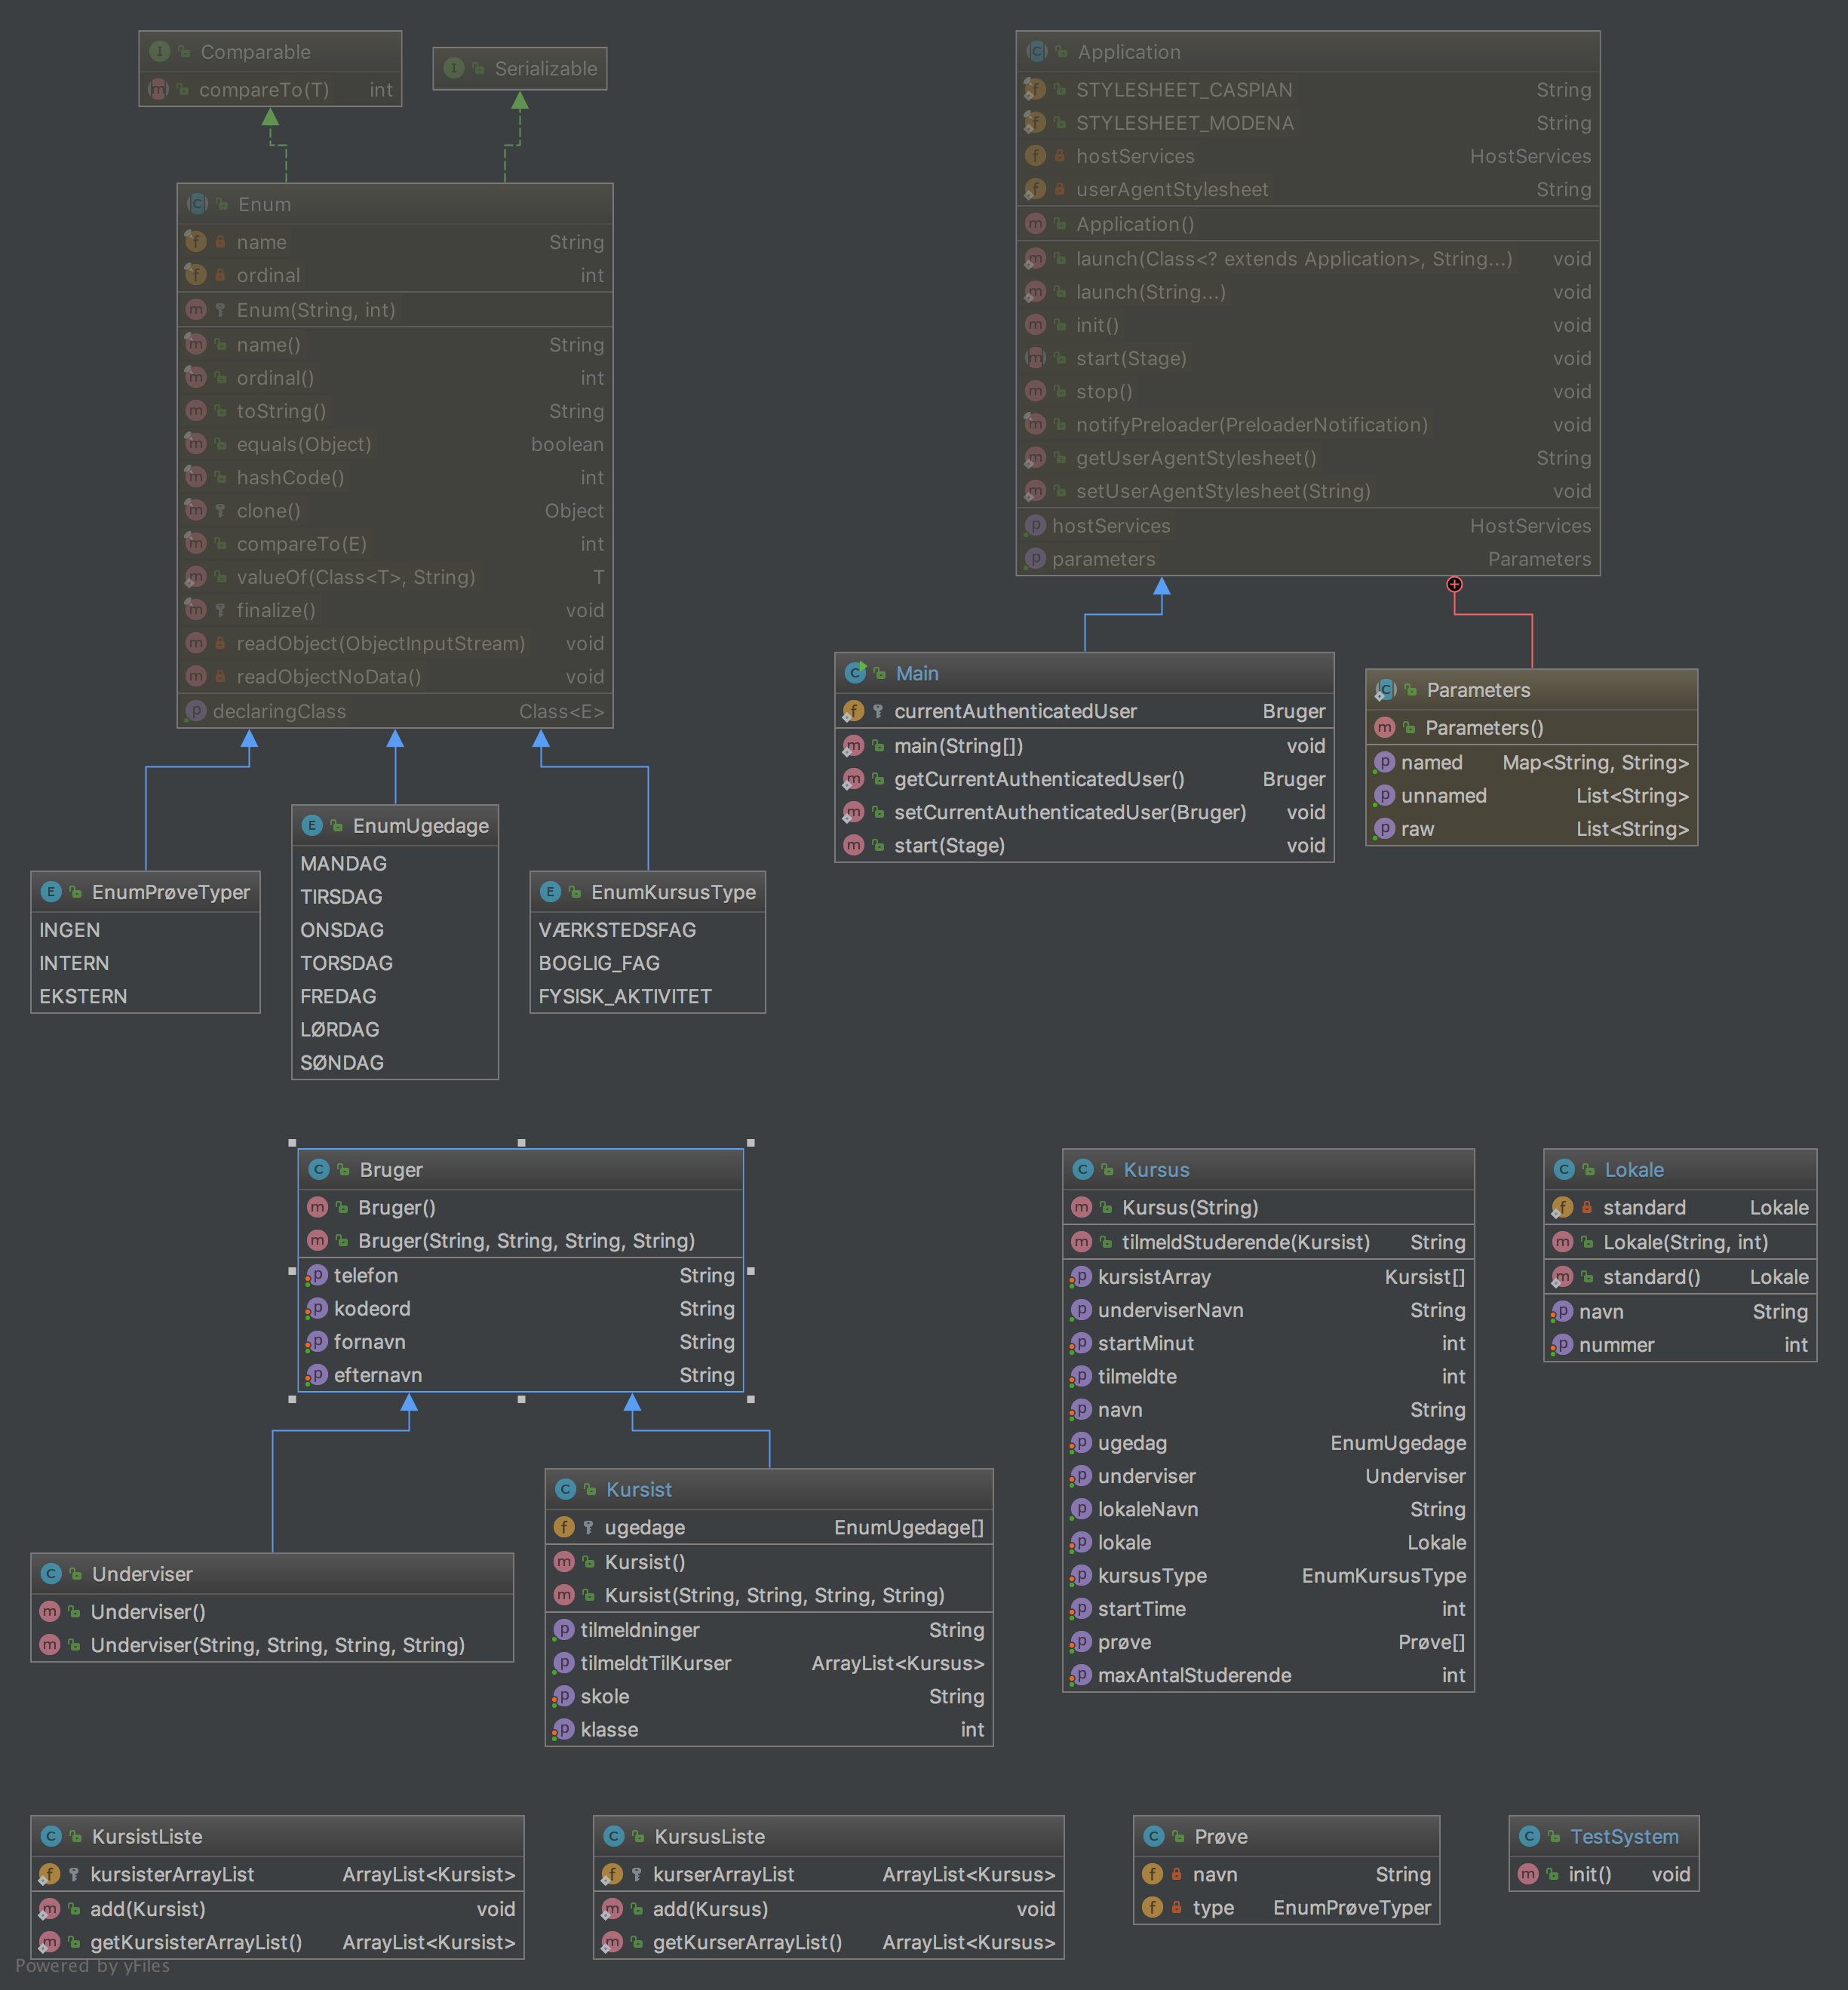 Comparable
compareTo(T) int
Serializable
Enum
name String
ordinal int
Enum(String, int)
name() String
ordinal() int
toString() String
equals(Object) boolean
hashCode() int
clone() Object
compareTo(E) int
valueOf(Class<T>, String) T
finalize() void
readObject(ObjectInputStream) void
readObjectNoData() void
declaringClass Class<E>
Application
STYLESHEET_CASPIAN String
STYLESHEET_MODENA String
hostServices HostServices
userAgentStylesheet String
Application()
launch(Class<? extends Application>, String...) void
launch(String...) void
init() void
start(Stage) void
stop() void
notifyPreloader(PreloaderNotification) void
getUserAgentStylesheet() String
setUserAgentStylesheet(String) void
hostServices HostServices
parameters Parameters
Main
currentAuthenticatedUser Bruger
main(String[]) void
getCurrentAuthenticatedUser() Bruger
setCurrentAuthenticatedUser(Bruger) void
start(Stage) void
Parameters
Parameters()
named Map<String, String>
unnamed List<String>
raw List<String>
EnumPrøveTyper
INGEN
INTERN
EKSTERN
EnumUgedage
MANDAG
TIRSDAG
ONSDAG
TORSDAG
FREDAG
LØRDAG
SØNDAG
EnumKursusType
VÆRKSTEDSFAG
BOGLIG_FAG
FYSISK_AKTIVITET
Bruger
Bruger()
Bruger(String, String, String, String)
telefon String
kodeord String
fornavn String
efternavn String
Underviser
Underviser()
Underviser(String, String, String, String)
Kursist
ugedage EnumUgedage[]
Kursist()
Kursist(String, String, String, String)
tilmeldninger String
tilmeldtTilKurser ArrayList<Kursus>
skole String
klasse int
Kursus
Kursus(String)
tilmeldStuderende(Kursist) String
kursistArray Kursist[]
underviserNavn String
startMinut int
tilmeldte int
navn String
ugedag EnumUgedage
underviser Underviser
lokaleNavn String
lokale Lokale
kursusType EnumKursusType
startTime int
prøve Prøve[]
maxAntalStuderende int
Lokale
standard Lokale
Lokale(String, int)
standard() Lokale
navn String
nummer int
KursistListe
kursisterArrayList ArrayList<Kursist>
add(Kursist) void
getKursisterArrayList() ArrayList<Kursist>
KursusListe
kurserArrayList ArrayList<Kursus>
add(Kursus) void
getKurserArrayList() ArrayList<Kursus>
Prøve
navn String
type EnumPrøveTyper
TestSystem
init() void
Powered by yFiles